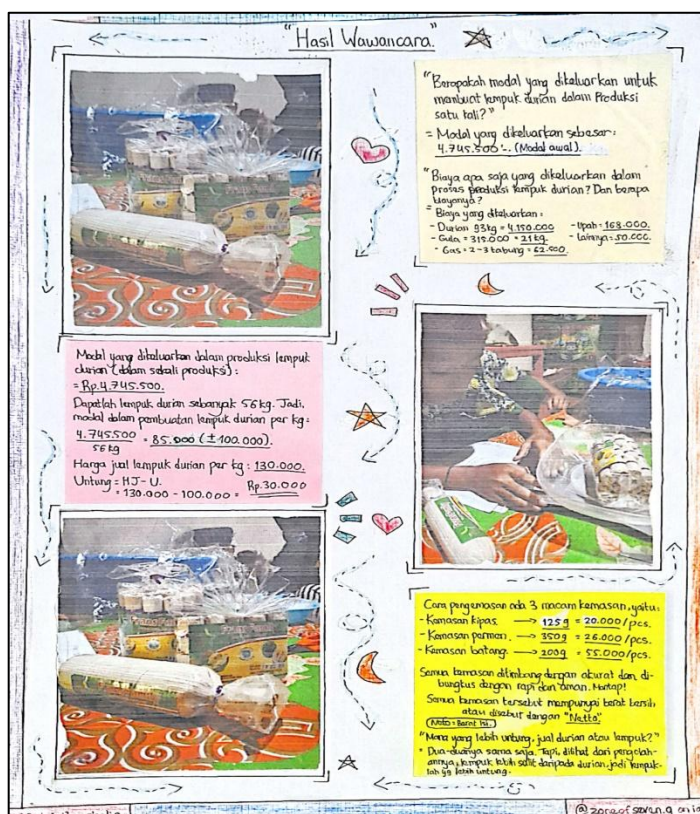 "Hasil Wawancara."
"Berapakah modal yang dikeluarkan untuk
manbuat lempuk durian dalam Produksi
satu kali?"
= Modal yang dikeluarkan sebesar:
4.745.500'-. (Modal awal).
"Biaya apa saja yang dikeluarkan dalam
proses produksi lempuk durian? Dan berapa
biayanya?
= Biaya yang dikeluarkan:
- Durian 93kg = 4.150.000
- Gula = 315.000 = 21kg.
- Gas = 2-3 tabung = 62.500.
- Upah = 168.000.
- Lainnya = 50.000.
Modal yang dikeluarkan dalam produksi lempuk
durian (dalam sekali produksi):
= Rp.4.745.500.
Dapatlah lempuk durian sebanyak 56kg. Jadi,
modal dalam pembuatan lempuk durian per kg:
4.745.500 = 85.000 (±100.000).
56kg
Harga jual lempuk durian per kg: 130.000.
Untung = HJ-U.
= 130.000 - 100.000 = Rp.30.000
Cara pengemasan ada 3 macam kemasan, yaitu:
- Kemasan kipas. → 125g = 20.000/pcs.
- Kemasan permen. → 350g = 26.000/pcs.
- Kemasan batang. → 200g = 55.000/pcs.
Semua kemasan ditimbang dengan akurat dan di-
bungkus dengan rapi dan aman. Mantap!
Semua kemasan tersebut mempunyai berat bersih
atau disebut dengan "Netto."
"Mana yang lebih untung, jual durian atau lempuk?"
Dua-duanya sama saja. Tapi, dilihat dari pengolah-
annya, lempuk lebih sulit daripada durian. jadi lempuk-
lah yg lebih untung.